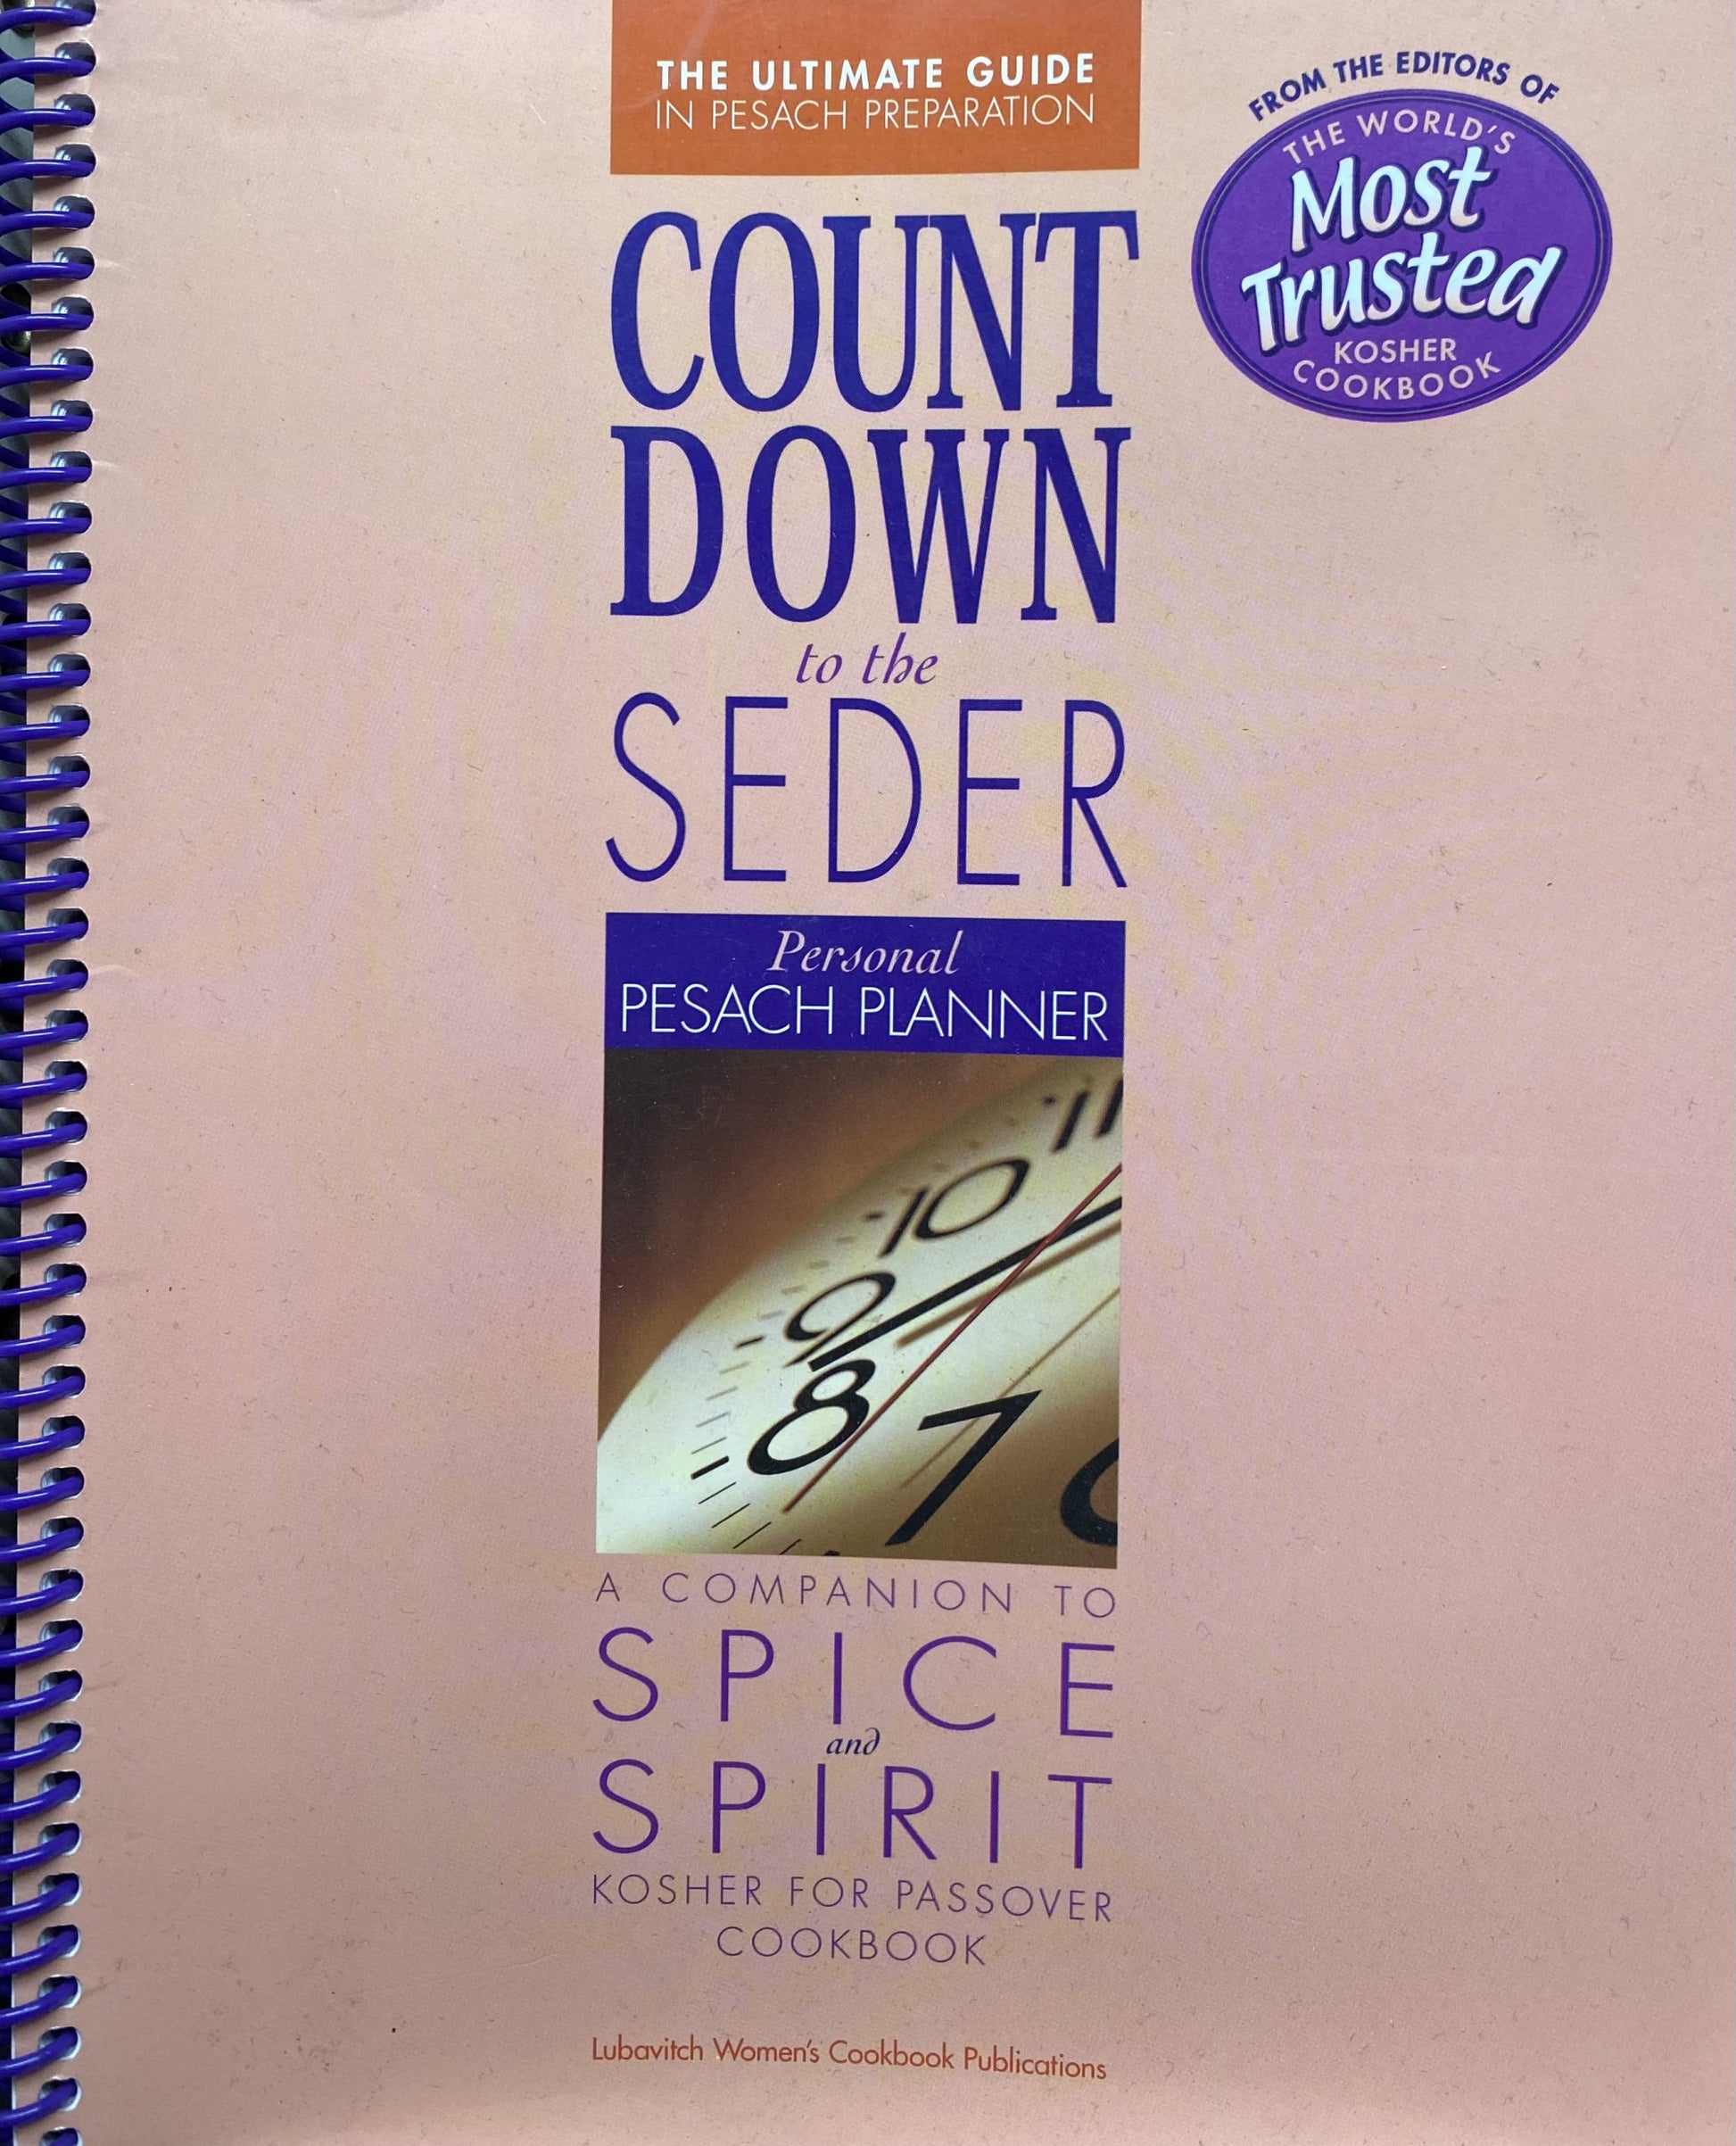 THE ULTIMATE GUIDE
IN PESACH PREPARATION
FROM THE EDITORS OF
THE WORLD'S
Most
Trusted
KOSHER
COOKBOOK
COUNT
DOWN
to the
SEDER
Personal
PESACH PLANNER
11
10
9
8
7
6
A COMPANION TO
SPICE
and
SPIRIT
KOSHER FOR PASSOVER
COOKBOOK
Lubavitch Women's Cookbook Publications